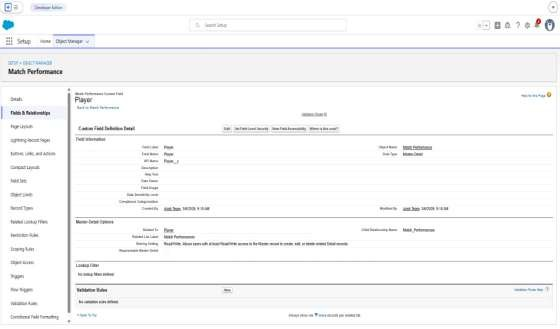 Developer Edition
Search Setup
Setup
Home
Object Manager
SETUP > OBJECT MANAGER
Match Performance
Details
Fields & Relationships
Page Layouts
Lightning Record Pages
Buttons, Links, and Actions
Compact Layouts
Field Sets
Object Limits
Record Types
Related Lookup Filters
Restriction Rules
Scoping Rules
Object Access
Triggers
Flow Triggers
Validation Rules
Conditional Field Formatting
Match Performance Custom Field
Player
Back to Match Performance
Help for this Page
Validation Rules [0]
Custom Field Definition Detail
Edit
Set Field-Level Security
View Field Accessibility
Where is this used?
Field Information
Field Label Player
Object Name Match Performance
Field Name Player
Data Type Master-Detail
API Name Player__c
Description
Help Text
Data Owner
Field Usage
Data Sensitivity Level
Compliance Categorization
Created By
Modified By
Master-Detail Options
Related To Player
Child Relationship Name Match_Performances
Related List Label Match Performances
Sharing Setting Read/Write. Allows users with at least Read/Write access to the Master record to create, edit, or delete related Detail records.
Reparentable Master Detail
Lookup Filter
No lookup filters defined.
Validation Rules
New
Validation Rules Help
No validation rules defined.
Back To Top
Always show me more records per related list